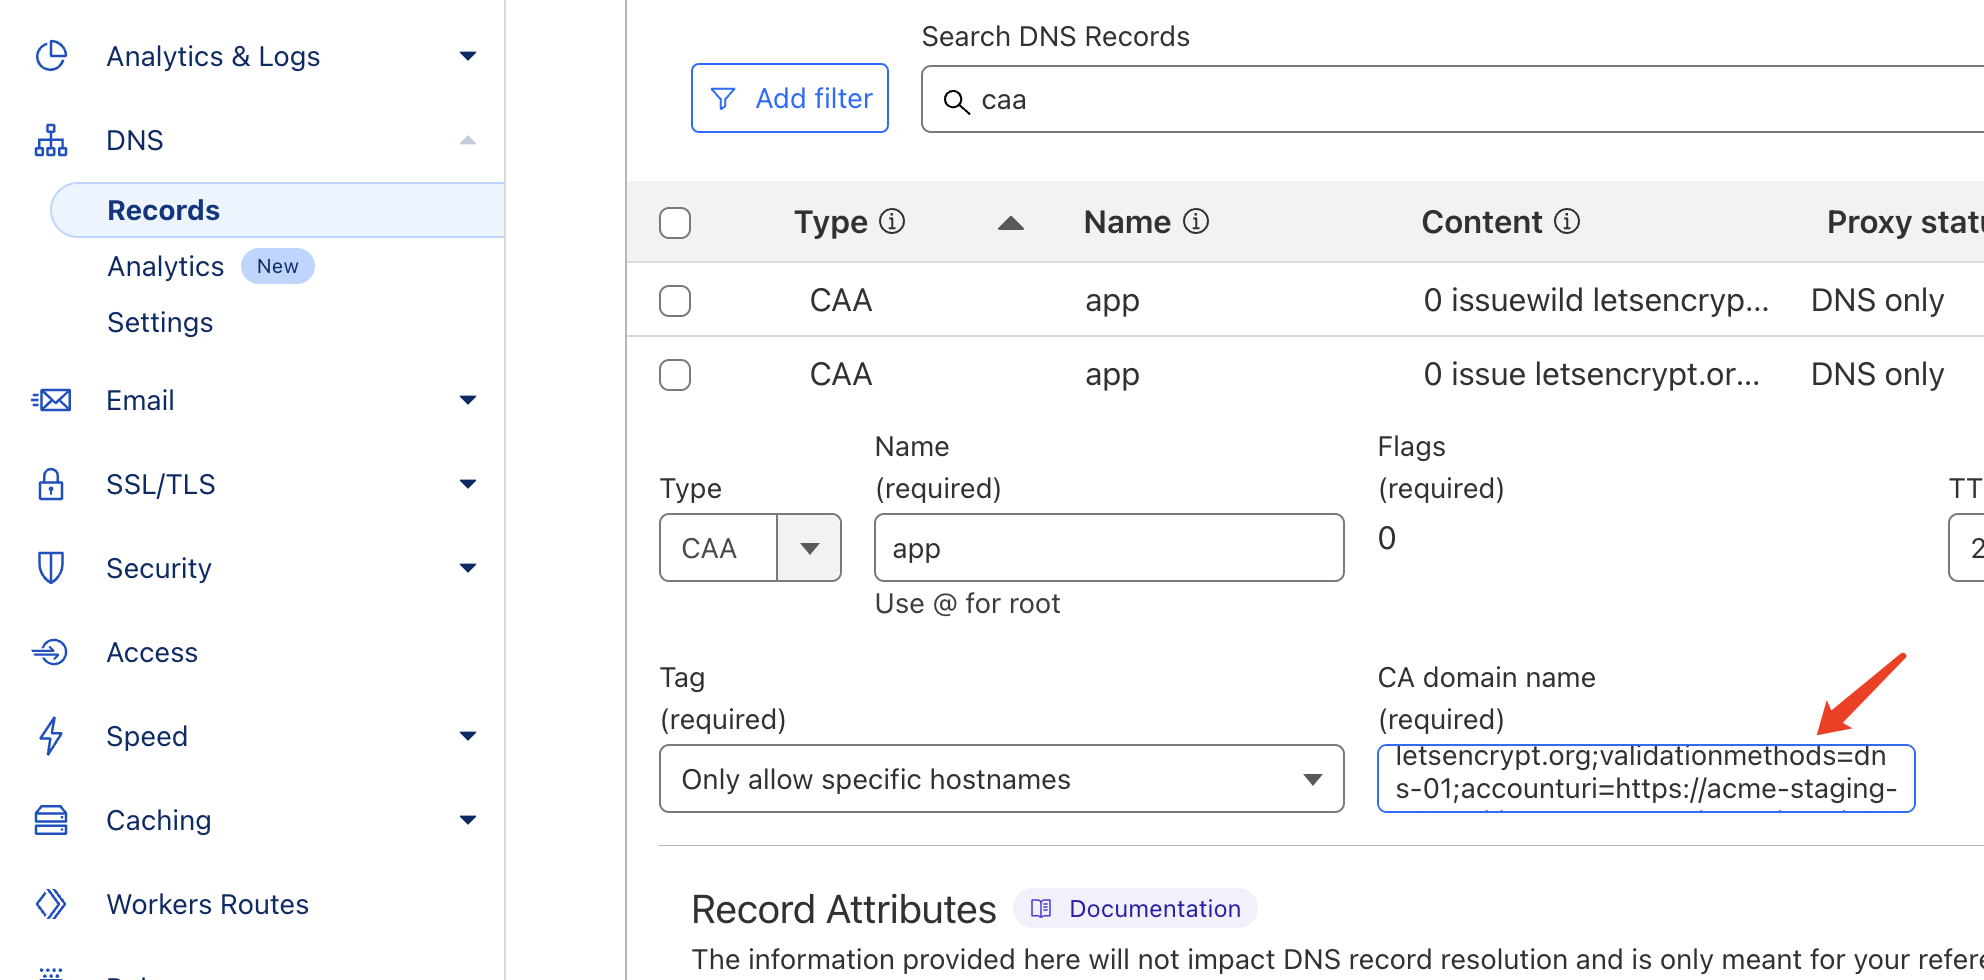 Analytics & Logs
DNS
Records
Analytics New
Settings
Email
SSL/TLS
Security
Access
Speed
Caching
Workers Routes
Search DNS Records
Add filter
caa
Type Name Content Proxy statu
CAA app 0 issuewild letsencryp... DNS only
CAA app 0 issue letsencrypt.or... DNS only
Type
Name
(required)
Flags
(required)
TT
CAA
app
0
2
Use @ for root
Tag
(required)
CA domain name
(required)
Only allow specific hostnames
letsencrypt.org;validationmethods=dn
s-01;accounturi=https://acme-staging-
Record Attributes Documentation
The information provided here will not impact DNS record resolution and is only meant for your refer